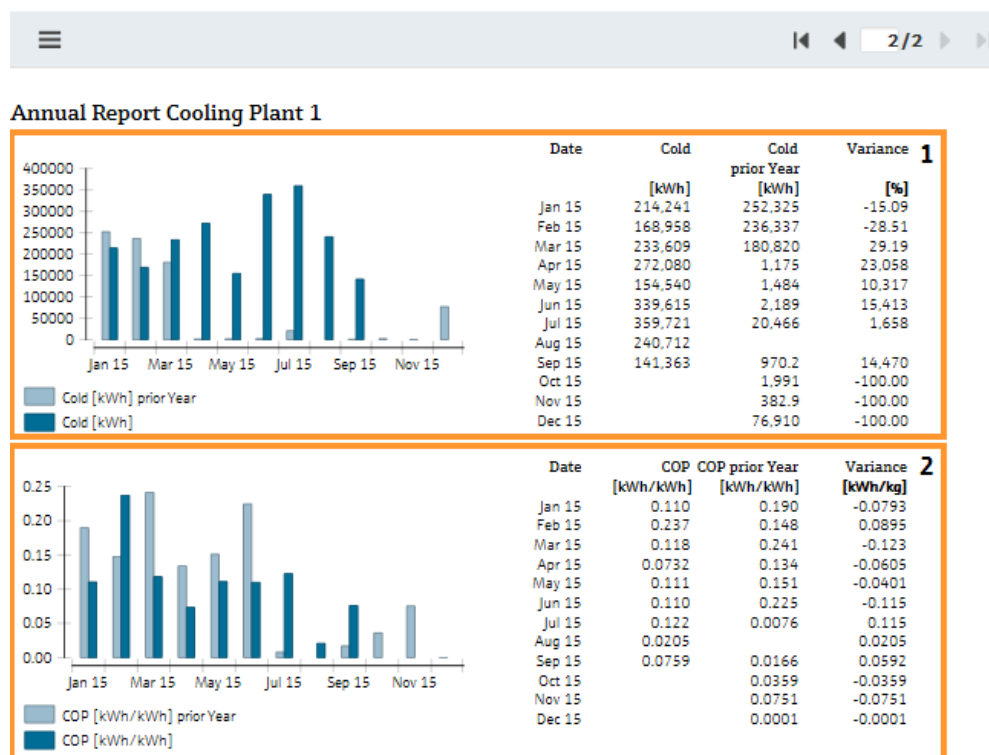 2/2
Annual Report Cooling Plant 1
1
400000
350000
300000
250000
200000
150000
100000
50000
0
Jan 15 Mar 15 May 15 Jul 15 Sep 15 Nov 15
Cold [kWh] prior Year
Cold [kWh]
Date Cold Cold Variance
prior Year
[kWh] [kWh] [%]
Jan 15 214,241 252,325 -15.09
Feb 15 168,958 236,337 -28.51
Mar 15 233,609 180,820 29.19
Apr 15 272,080 1,175 23,058
May 15 154,540 1,484 10,317
Jun 15 339,615 2,189 15,413
Jul 15 359,721 20,466 1,658
Aug 15 240,712
Sep 15 141,363 970.2 14,470
Oct 15 1,991 -100.00
Nov 15 382.9 -100.00
Dec 15 76,910 -100.00
2
0.25
0.20
0.15
0.10
0.05
0.00
Jan 15 Mar 15 May 15 Jul 15 Sep 15 Nov 15
COP [kWh/kWh] prior Year
COP [kWh/kWh]
Date COP COP prior Year Variance
[kWh/kWh] [kWh/kWh] [kWh/kg]
Jan 15 0.110 0.190 -0.0793
Feb 15 0.237 0.148 0.0895
Mar 15 0.118 0.241 -0.123
Apr 15 0.0732 0.134 -0.0605
May 15 0.111 0.151 -0.0401
Jun 15 0.110 0.225 -0.115
Jul 15 0.122 0.0076 0.115
Aug 15 0.0205 0.0205
Sep 15 0.0759 0.0166 0.0592
Oct 15 0.0359 -0.0359
Nov 15 0.0751 -0.0751
Dec 15 0.0001 -0.0001